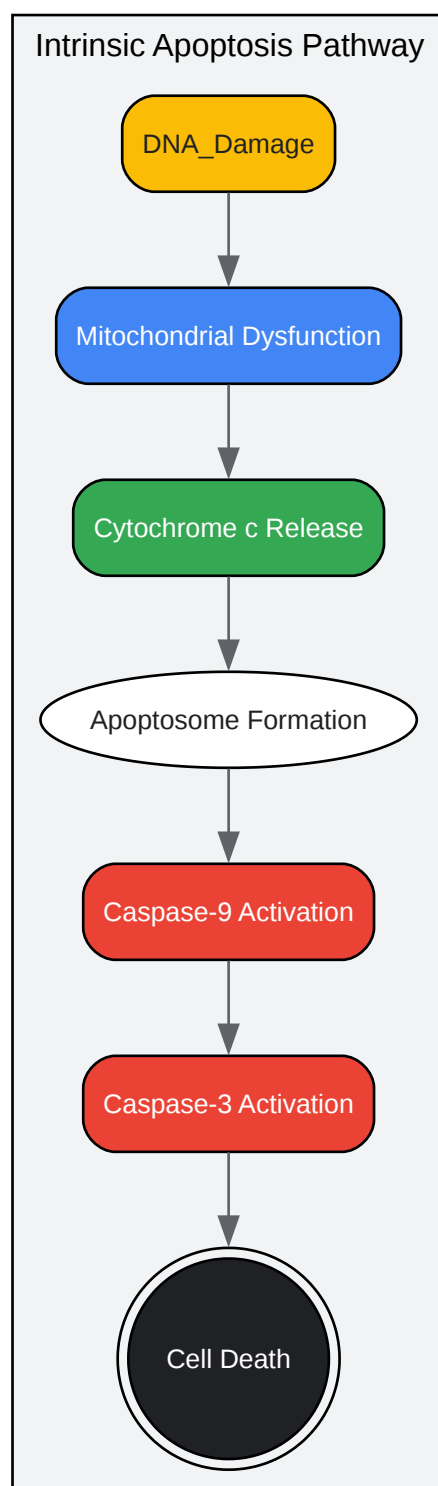 Intrinsic Apoptosis Pathway
DNA_Damage
Mitochondrial Dysfunction
Cytochrome c Release
Apoptosome Formation
Caspase-9 Activation
Caspase-3 Activation
Cell Death